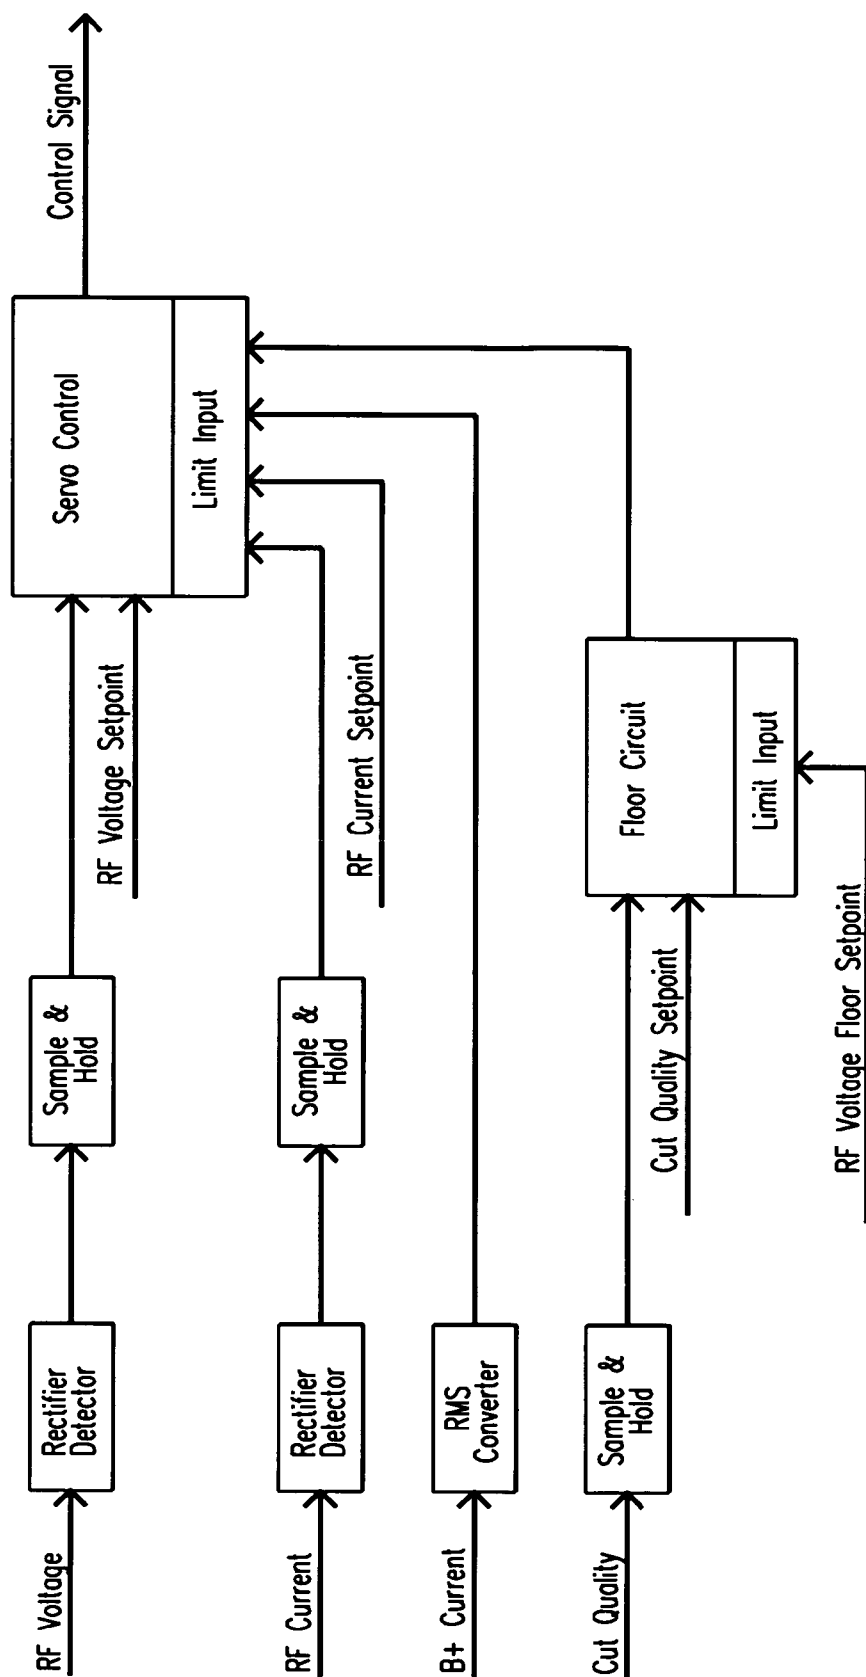 RF Voltage
Rectifier
Detector
Sample &
Hold
RF Voltage Setpoint
Servo Control
Limit Input
Control Signal
RF Current
Rectifier
Detector
Sample &
Hold
RF Current Setpoint
B+ Current
RMS
Converter
Cut Quality
Sample &
Hold
Cut Quality Setpoint
Floor Circuit
Limit Input
RF Voltage Floor Setpoint